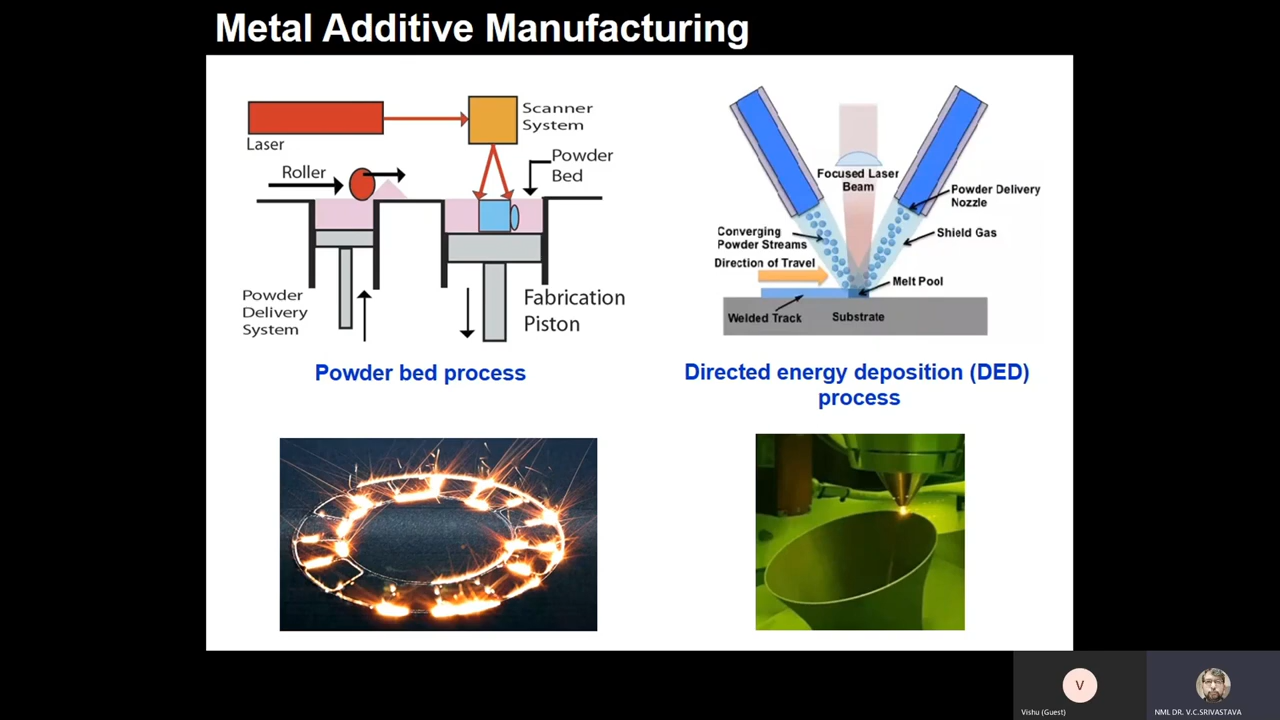 Metal Additive Manufacturing
Laser
Scanner
System
Roller
Powder
Bed
Powder
Delivery
System
Fabrication
Piston
Powder bed process
Focused Laser
Beam
Powder Delivery
Nozzle
Converging
Powder Streams
Shield Gas
Direction of Travel
Melt Pool
Welded Track
Substrate
Directed energy deposition (DED)
process
V
Vishu (Guest)
NML DR. V.C.SRIVASTAVA